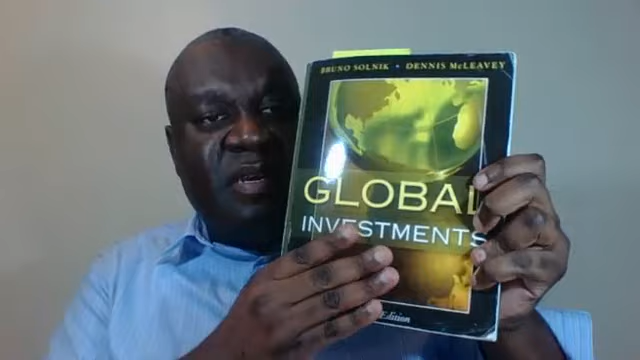 BRUNO SOLNIK • DENNIS McLEAVEY
GLOBAL
INVESTMENTS
Edition